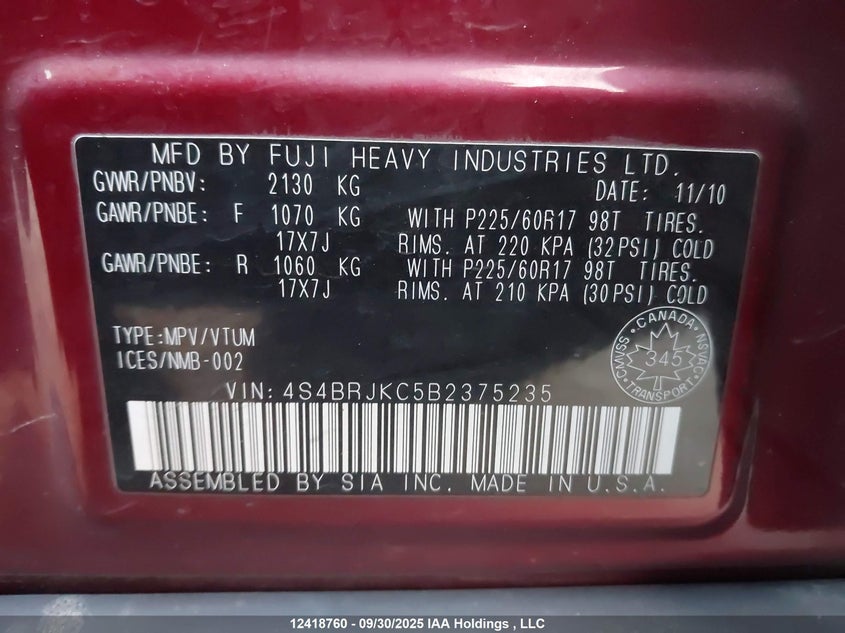 MFD BY FUJI HEAVY INDUSTRIES LTD.
GVWR/PNBV: 2130 KG DATE: 11/10
GAWR/PNBE: F 1070 KG WITH P225/60R17 98T TIRES.
17X7J RIMS. AT 220 KPA (32PSI) COLD
GAWR/PNBE: R 1060 KG WITH P225/60R17 98T TIRES.
17X7J RIMS. AT 210 KPA (30PSI) COLD
TYPE:MPV/VTUM
ICES/NMB-002
CANADA
CMVSS 345 NSVAC
TRANSPORT
VIN: 4S4BRJKC5B2375235
ASSEMBLED BY SIA INC. MADE IN U.S.A.
12418760 - 09/30/2025 IAA Holdings , LLC